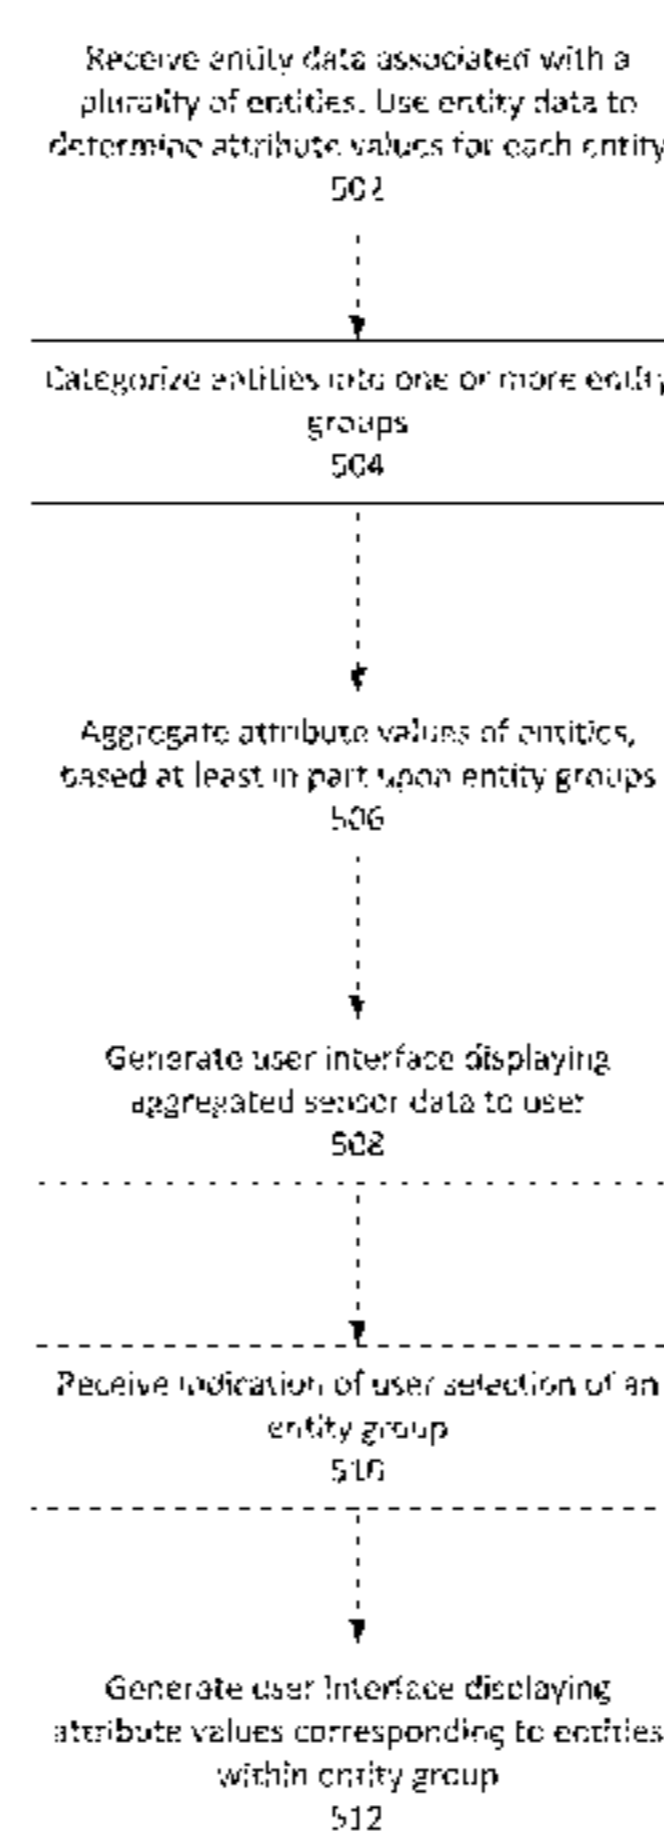 Receive entity data associated with a
plurality of entities. Use entity data to
determine attribute values for each entity
502
Categorize entities into one or more entity
groups
504
Aggregate attribute values of entities,
based at least in part upon entity groups
506
Generate user interface displaying
aggregated sensor data to user
508
Receive indication of user selection of an
entity group
510
Generate user interface displaying
attribute values corresponding to entities
within entity group
512